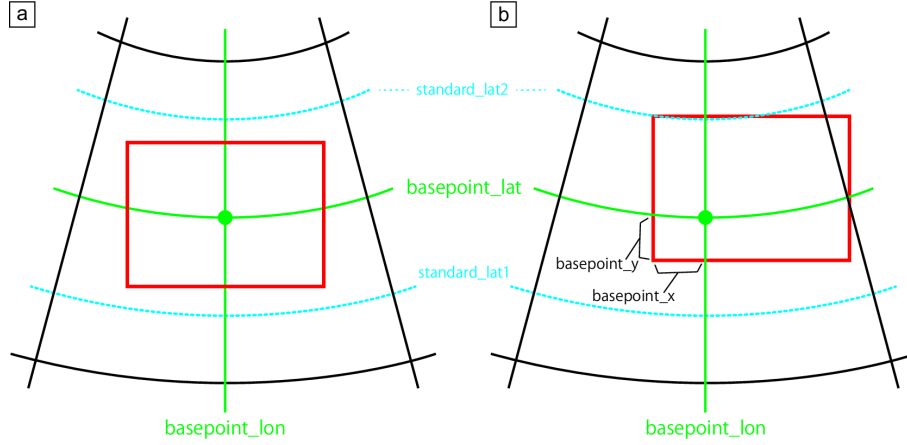 a
b
standard_lat2
basepoint_lat
basepoint_y
standard_lat1
basepoint_x
basepoint_lon
basepoint_lon